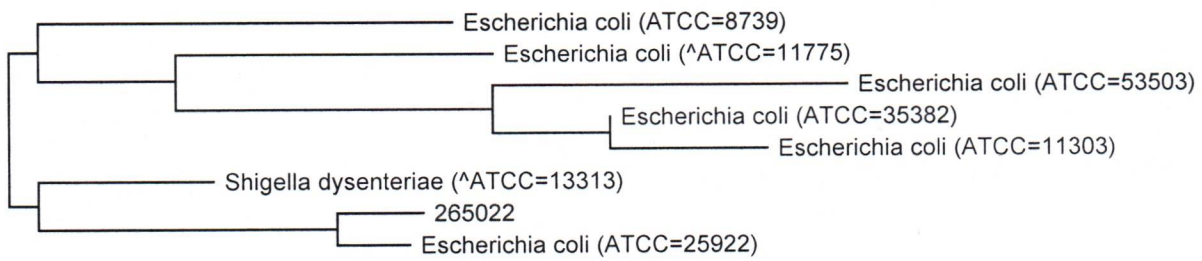 Escherichia coli (ATCC=8739)
Escherichia coli (^ATCC=11775)
Escherichia coli (ATCC=53503)
Escherichia coli (ATCC=35382)
Escherichia coli (ATCC=11303)
Shigella dysenteriae (^ATCC=13313)
265022
Escherichia coli (ATCC=25922)